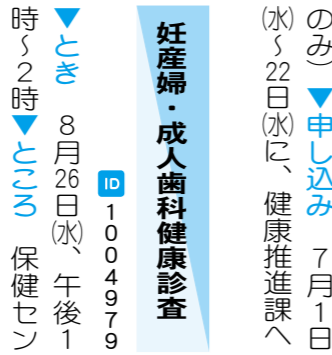 のみ）▼申し込み　７月１日
㈬～22日㈬に、健康推進課へ
妊産婦・成人歯科健康診査
ID 1004979
▼とき　８月26日㈬、午後１
時～２時▼ところ　保健セン